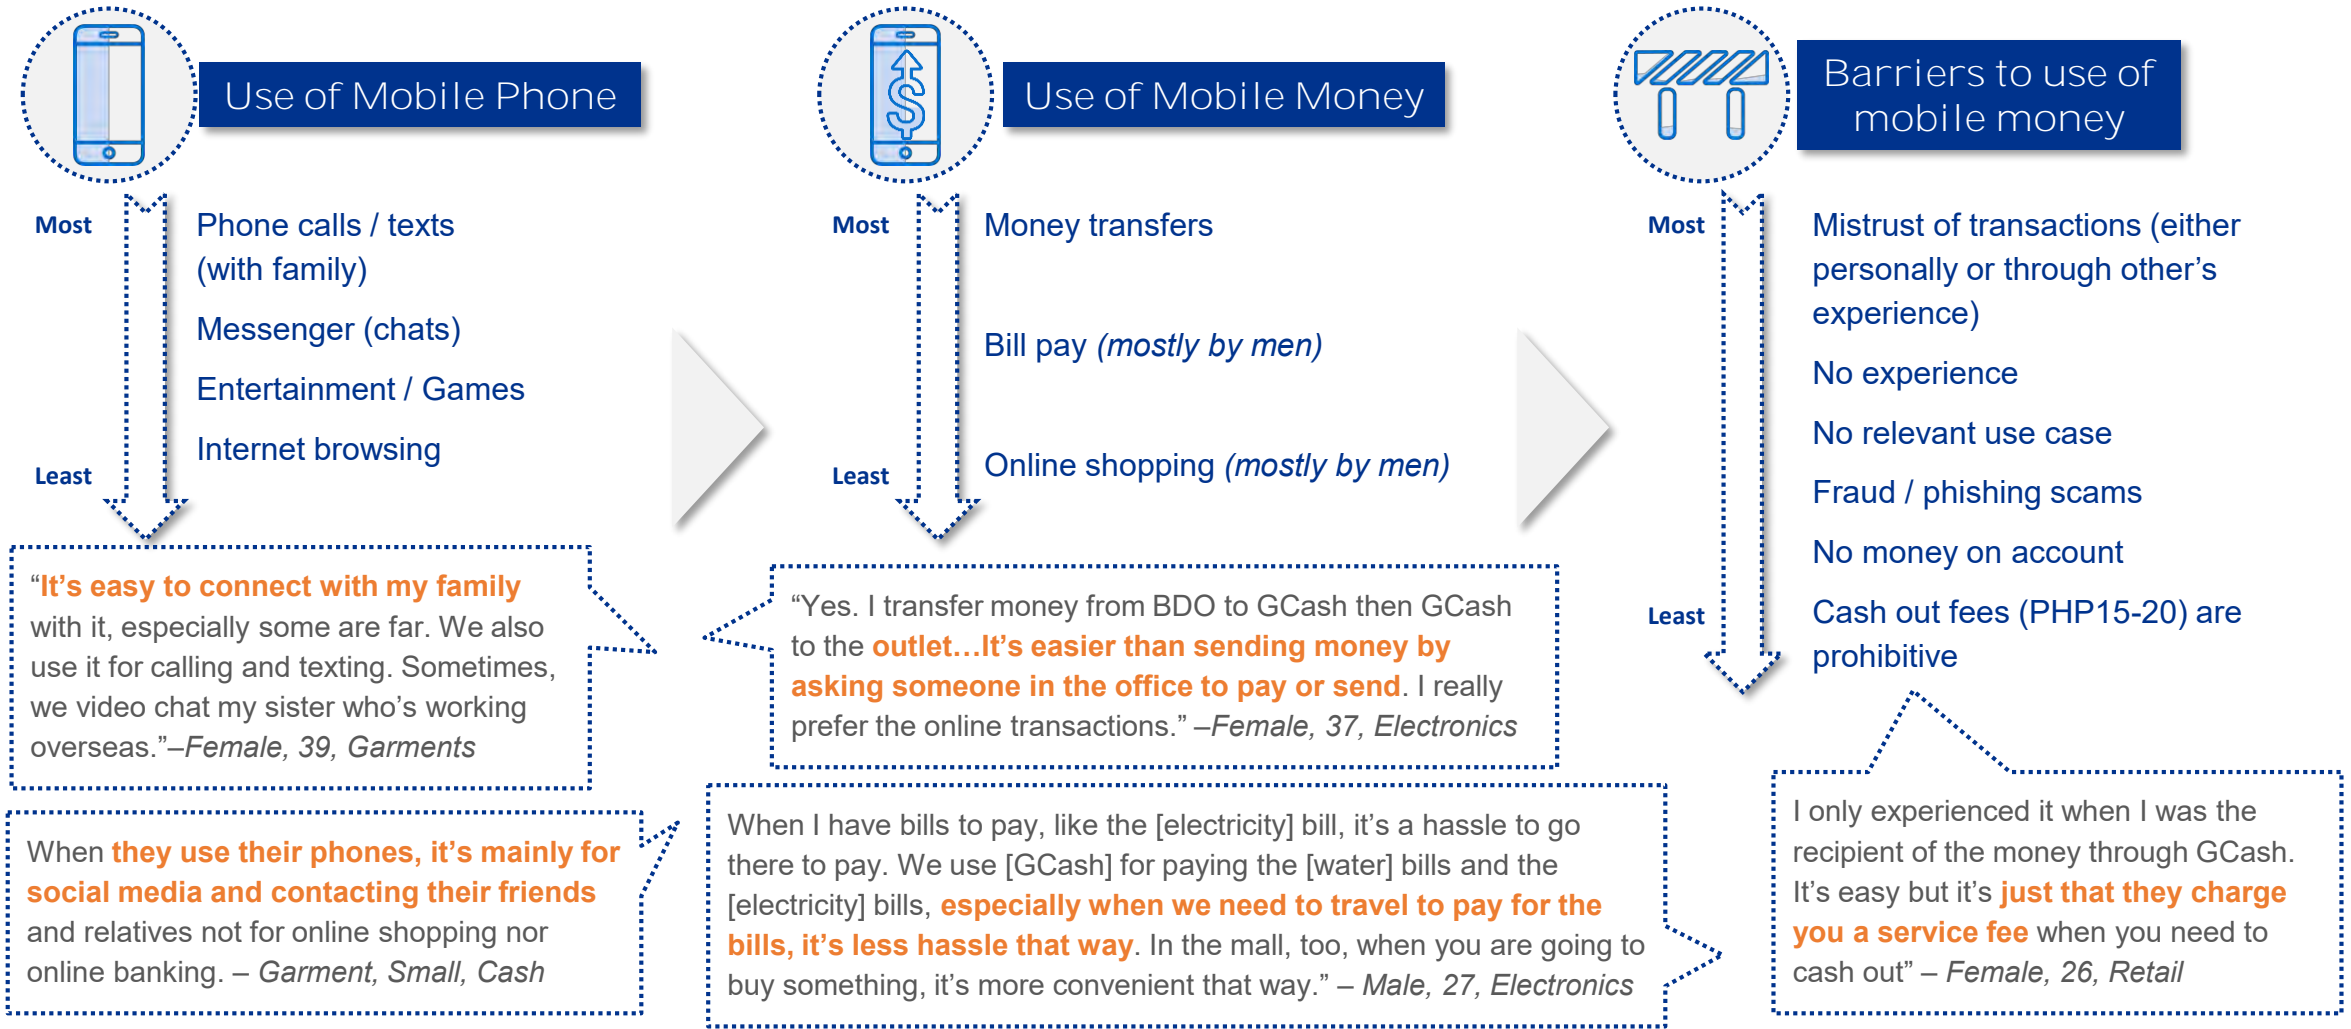 Use of Mobile Phone
Most
Phone calls / texts
(with family)
Messenger (chats)
Entertainment / Games
Internet browsing
Least
“It’s easy to connect with my family
with it, especially some are far. We also
use it for calling and texting. Sometimes,
we video chat my sister who’s working
overseas.”–Female, 39, Garments
When they use their phones, it’s mainly for
social media and contacting their friends
and relatives not for online shopping nor
online banking. – Garment, Small, Cash
Use of Mobile Money
Most
Money transfers
Bill pay (mostly by men)
Online shopping (mostly by men)
Least
“Yes. I transfer money from BDO to GCash then GCash
to the outlet…It’s easier than sending money by
asking someone in the office to pay or send. I really
prefer the online transactions.” –Female, 37, Electronics
When I have bills to pay, like the [electricity] bill, it’s a hassle to go
there to pay. We use [GCash] for paying the [water] bills and the
[electricity] bills, especially when we need to travel to pay for the
bills, it’s less hassle that way. In the mall, too, when you are going to
buy something, it’s more convenient that way.” – Male, 27, Electronics
Barriers to use of
mobile money
Most
Mistrust of transactions (either
personally or through other’s
experience)
No experience
No relevant use case
Fraud / phishing scams
No money on account
Least
Cash out fees (PHP15-20) are
prohibitive
I only experienced it when I was the
recipient of the money through GCash.
It’s easy but it’s just that they charge
you a service fee when you need to
cash out” – Female, 26, Retail